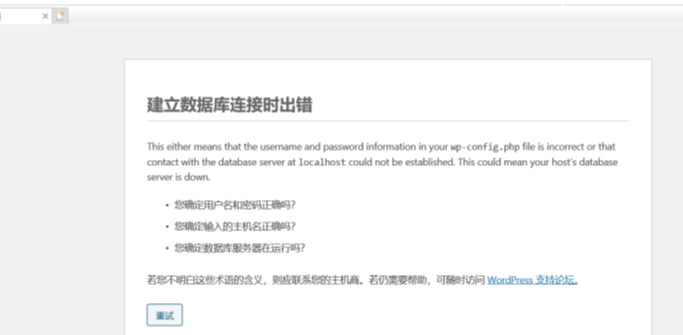 建立数据库连接时出错
This either means that the username and password information in your wp-config.php file is incorrect or that
contact with the database server at localhost could not be established. This could mean your host's database
server is down.
• 您确定用户名和密码正确吗?
• 您确定输入的主机名正确吗?
• 您确定数据库服务器在运行吗?
若您不明白这些术语的含义，则应联系您的主机商。若仍需要帮助，可随时访问 WordPress 支持论坛。
重试